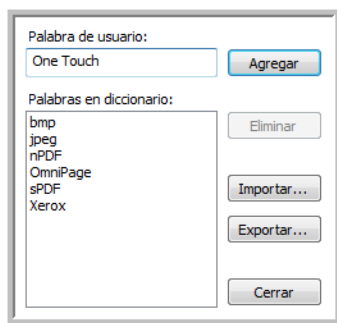 Palabra de usuario:
One Touch
Agregar
Palabras en diccionario:
bmp
jpeg
nPDF
OmniPage
sPDF
Xerox
Eliminar
Importar...
Exportar...
Cerrar